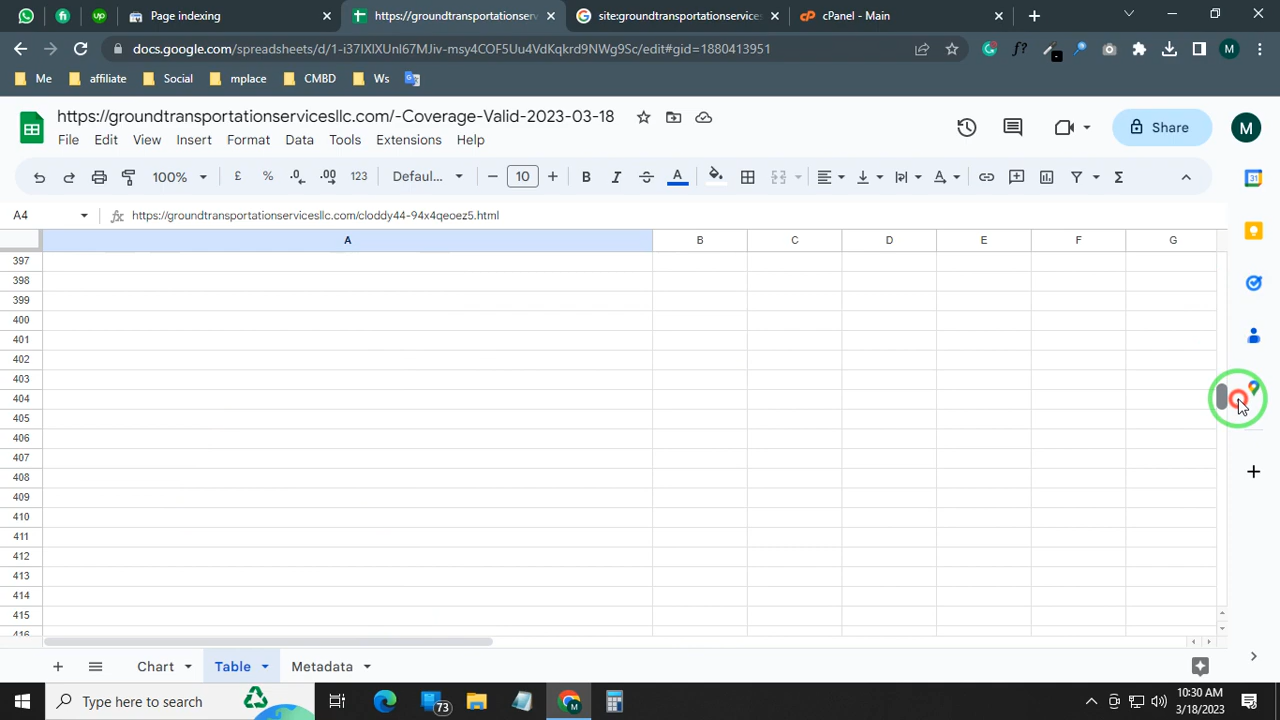 Page indexing
https://groundtransportationserv
site:groundtransportationservices
cPanel - Main
docs.google.com/spreadsheets/d/1-i37IXlXUnl67MJiv-msy4COF5Uu4VdKqkrd9NWg9Sc/edit#gid=1880413951
Me
affiliate
Social
mplace
CMBD
Ws
https://groundtransportationservicesllc.com/-Coverage-Valid-2023-03-18
File Edit View Insert Format Data Tools Extensions Help
Share
M
100% £ % .0 .00 123 Defaul... 10 B I A
A4 fx https://groundtransportationservicesllc.com/cloddy44-94x4qeoez5.html
A B C D E F G
397
398
399
400
401
402
403
404
405
406
407
408
409
410
411
412
413
414
415
416
Chart
Table
Metadata
Type here to search
73
10:30 AM
3/18/2023